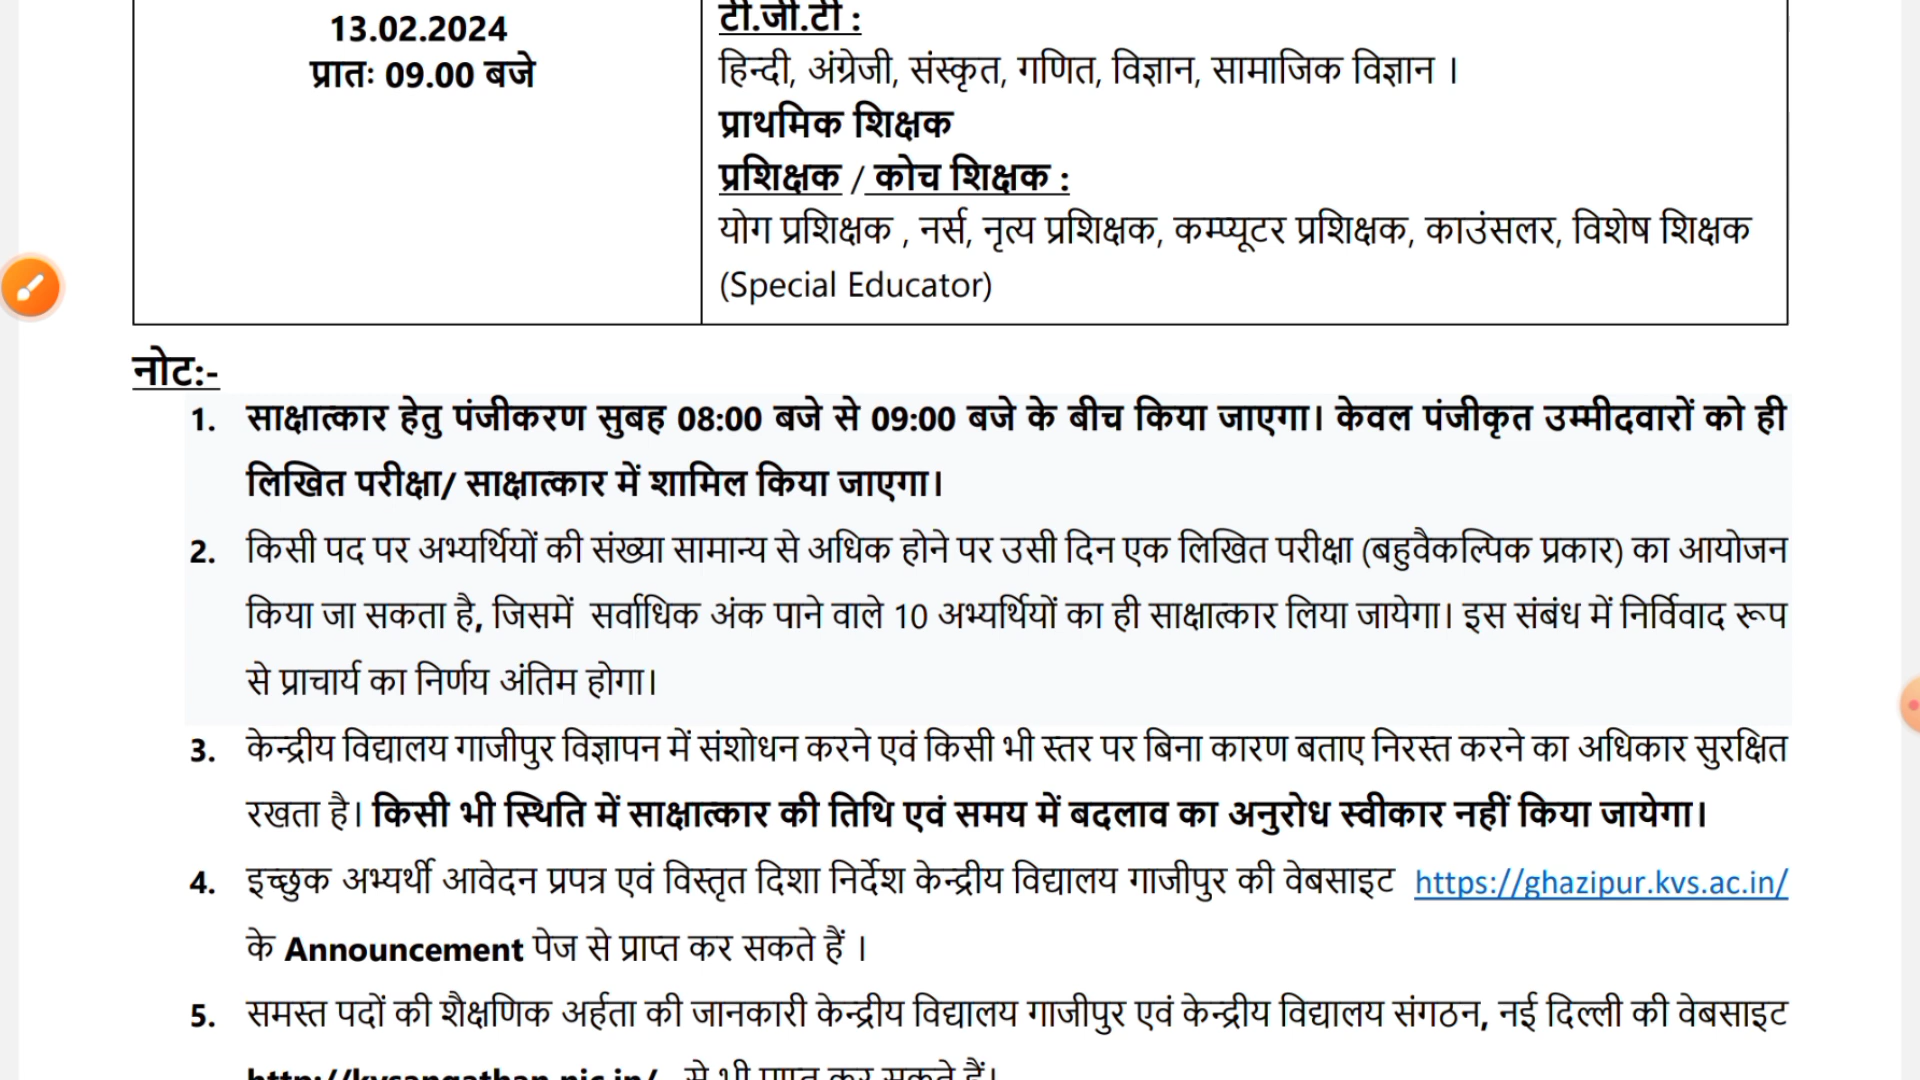 13.02.2024
प्रातः 09.00 बजे
टी.जी.टी :
हिन्दी, अंग्रेजी, संस्कृत, गणित, विज्ञान, सामाजिक विज्ञान ।
प्राथमिक शिक्षक
प्रशिक्षक / कोच शिक्षक :
योग प्रशिक्षक , नर्स, नृत्य प्रशिक्षक, कम्प्यूटर प्रशिक्षक, काउंसलर, विशेष शिक्षक
(Special Educator)
नोटः-
1. साक्षात्कार हेतु पंजीकरण सुबह 08:00 बजे से 09:00 बजे के बीच किया जाएगा। केवल पंजीकृत उम्मीदवारों को ही
लिखित परीक्षा/ साक्षात्कार में शामिल किया जाएगा।
2. किसी पद पर अभ्यर्थियों की संख्या सामान्य से अधिक होने पर उसी दिन एक लिखित परीक्षा (बहुवैकल्पिक प्रकार) का आयोजन
किया जा सकता है, जिसमें सर्वाधिक अंक पाने वाले 10 अभ्यर्थियों का ही साक्षात्कार लिया जायेगा। इस संबंध में निर्विवाद रूप
से प्राचार्य का निर्णय अंतिम होगा।
3. केन्द्रीय विद्यालय गाजीपुर विज्ञापन में संशोधन करने एवं किसी भी स्तर पर बिना कारण बताए निरस्त करने का अधिकार सुरक्षित
रखता है। किसी भी स्थिति में साक्षात्कार की तिथि एवं समय में बदलाव का अनुरोध स्वीकार नहीं किया जायेगा।
4. इच्छुक अभ्यर्थी आवेदन प्रपत्र एवं विस्तृत दिशा निर्देश केन्द्रीय विद्यालय गाजीपुर की वेबसाइट https://ghazipur.kvs.ac.in/
के Announcement पेज से प्राप्त कर सकते हैं ।
5. समस्त पदों की शैक्षणिक अर्हता की जानकारी केन्द्रीय विद्यालय गाजीपुर एवं केन्द्रीय विद्यालय संगठन, नई दिल्ली की वेबसाइट
http://kvsangathan.nic.in/ से भी प्राप्त कर सकते हैं।